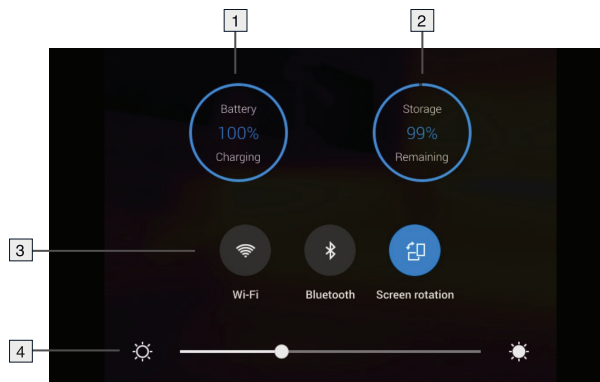 1
2
Battery
100%
Charging
Storage
99%
Remaining
3
Wi-Fi
Bluetooth
Screen rotation
4